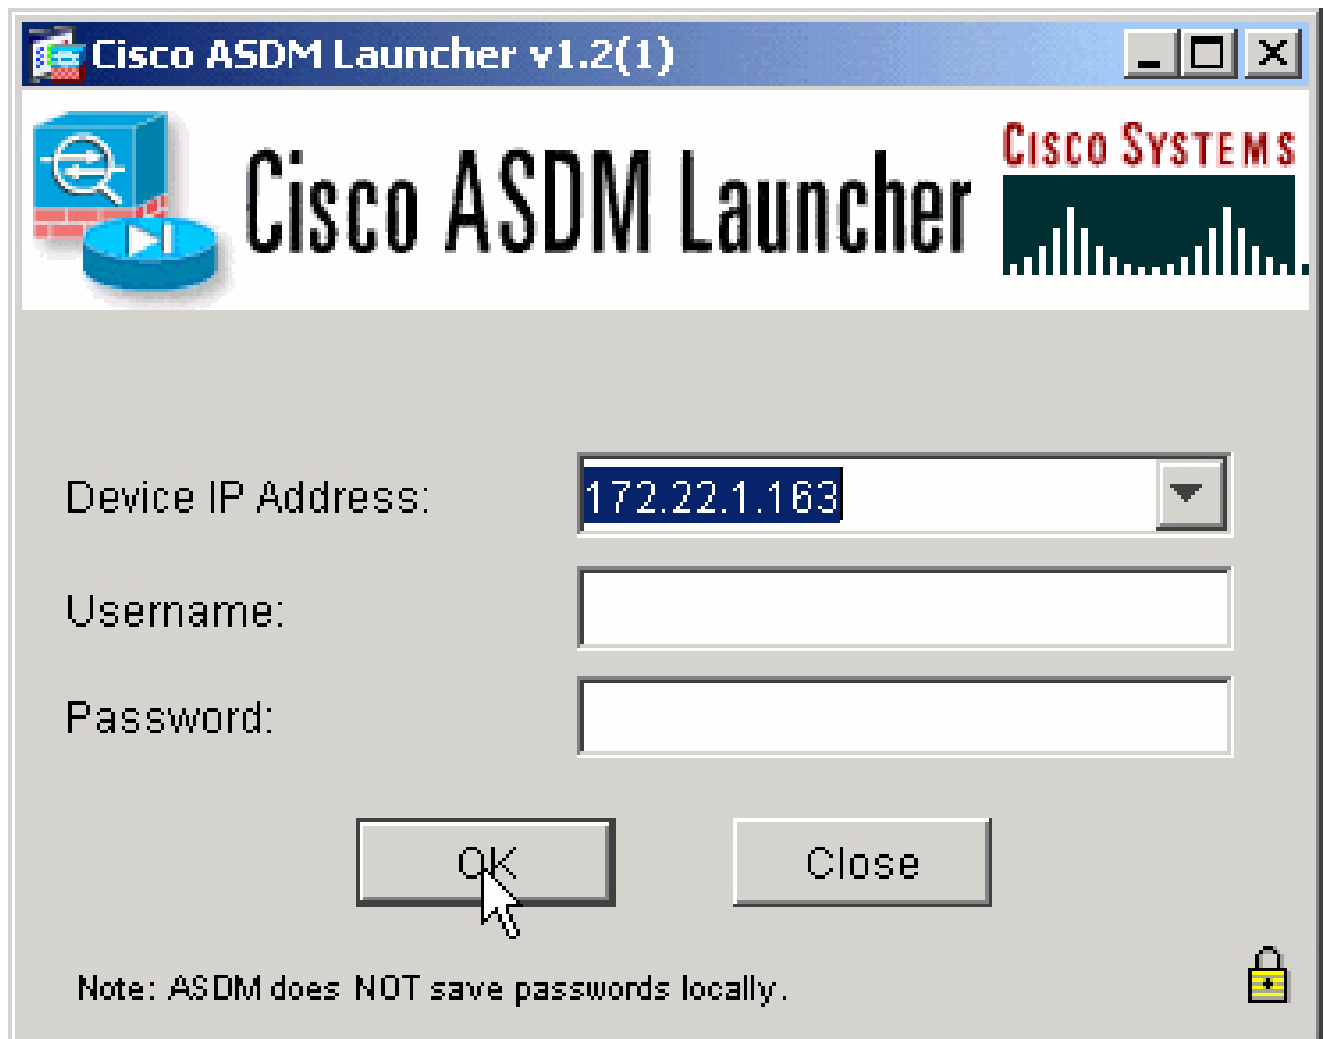 Cisco ASDM Launcher v1.2(1)
Cisco ASDM Launcher
CISCO SYSTEMS
Device IP Address: 172.22.1.163
Username:
Password:
OK Close
Note: ASDM does NOT save passwords locally.